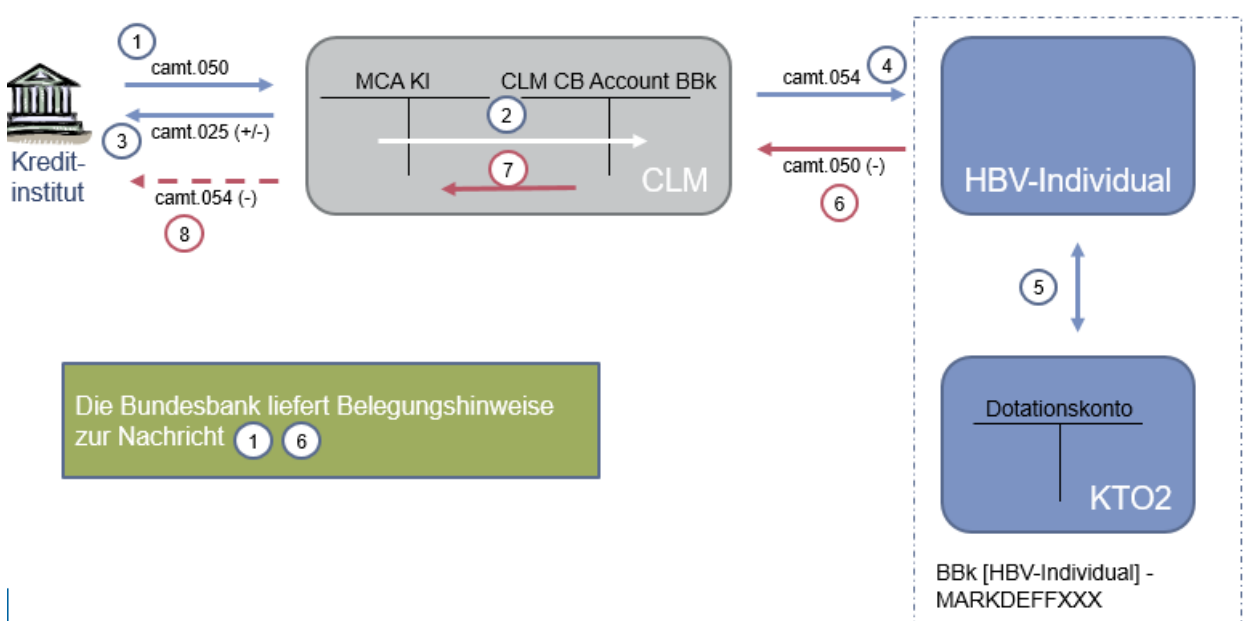 1
camt.050
camt.025 (+/-)
3
Kredit-
institut
camt.054 (-)
8
MCA KI
CLM CB Account BBk
2
7
CLM
camt.054
4
camt.050 (-)
6
HBV-Individual
5
Dotationskonto
KTO2
BBk [HBV-Individual] -
MARKDEFFXXX
Die Bundesbank liefert Belegungshinweise
zur Nachricht 1 6